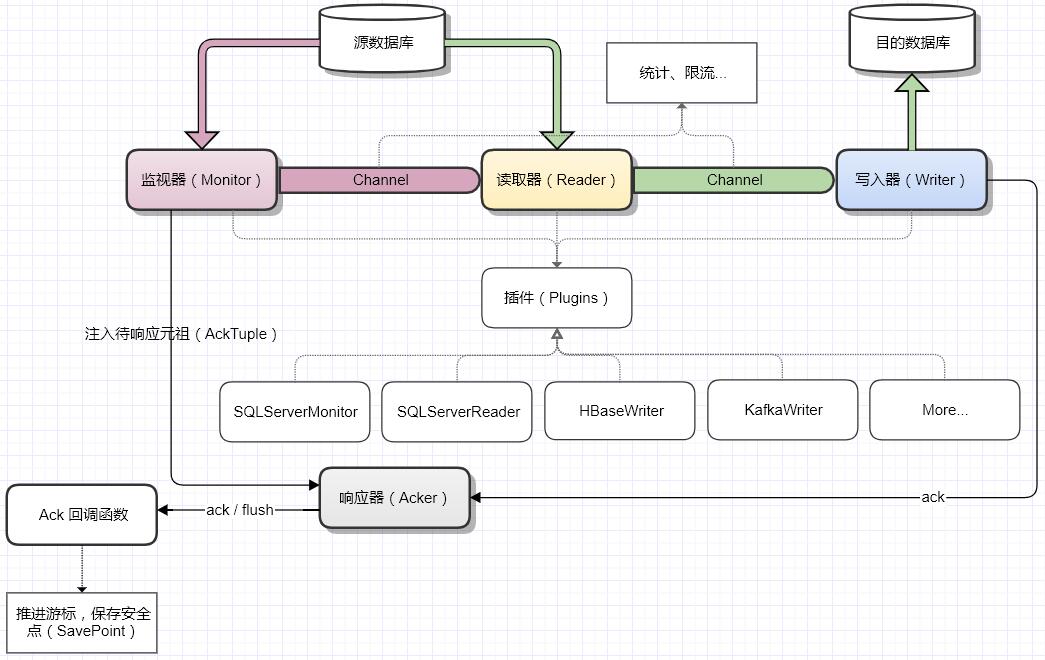 源数据库
目的数据库
统计、限流...
监视器（Monitor）
Channel
读取器（Reader）
Channel
写入器（Writer）
插件（Plugins）
注入待响应元祖（AckTuple）
SQLServerMonitor
SQLServerReader
HBaseWriter
KafkaWriter
More...
响应器（Acker）
ack
Ack 回调函数
ack / flush
推进游标，保存安全
点（SavePoint）